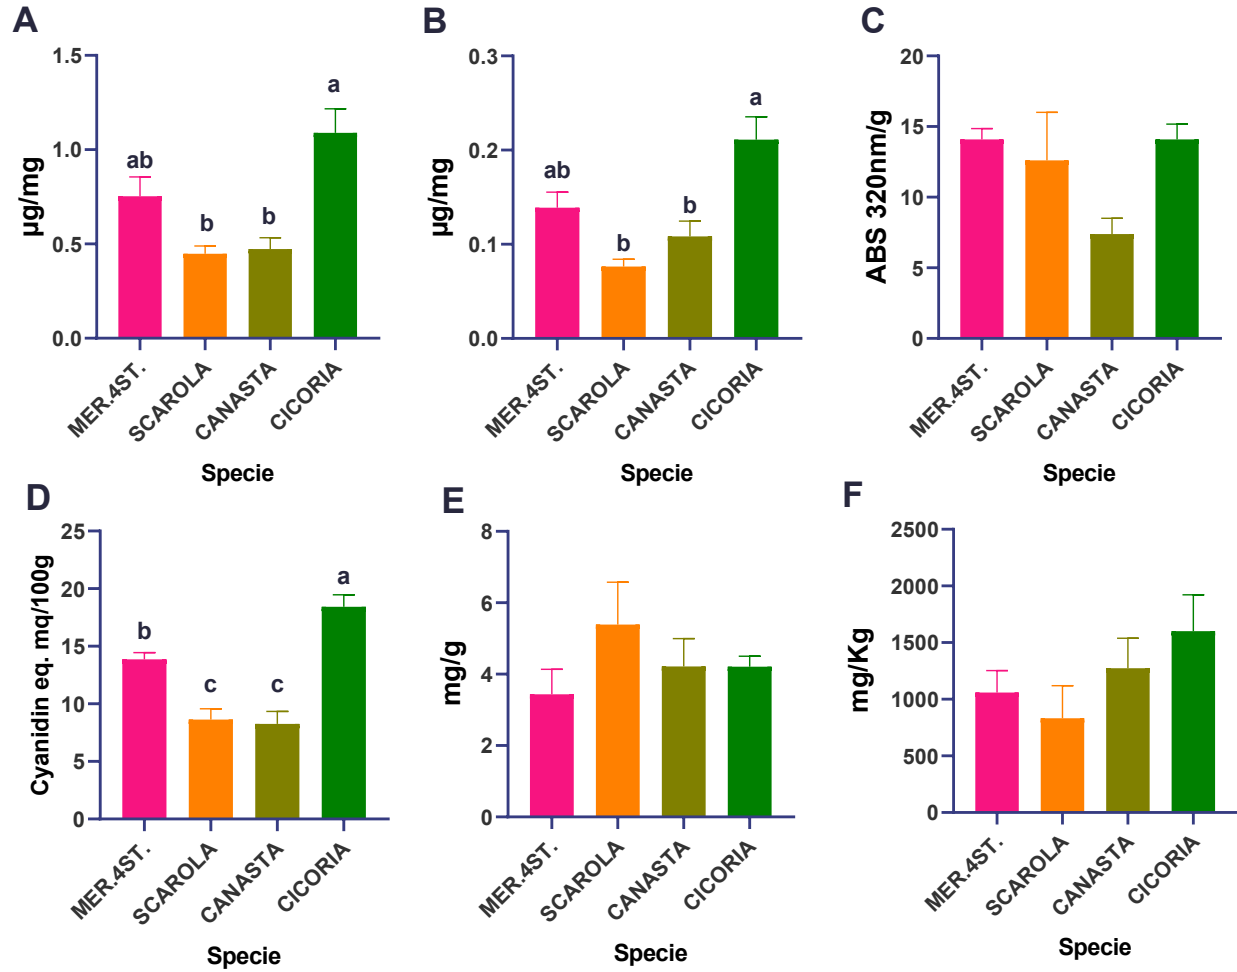 A
µg/mg
1.5
1.0
0.5
0.0
ab
b
b
a
MER.4ST.
SCAROLA
CANASTA
CICORIA
Specie
B
µg/mg
0.3
0.2
0.1
0.0
ab
b
b
a
MER.4ST.
SCAROLA
CANASTA
CICORIA
Specie
C
ABS 320nm/g
20
15
10
5
0
MER.4ST.
SCAROLA
CANASTA
CICORIA
Specie
D
Cyanidin eq. mq/100g
25
20
15
10
5
0
b
c
c
a
MER.4ST.
SCAROLA
CANASTA
CICORIA
Specie
E
mg/g
8
6
4
2
0
MER.4ST.
SCAROLA
CANASTA
CICORIA
Specie
F
mg/Kg
2500
2000
1500
1000
500
0
MER.4ST.
SCAROLA
CANASTA
CICORIA
Specie